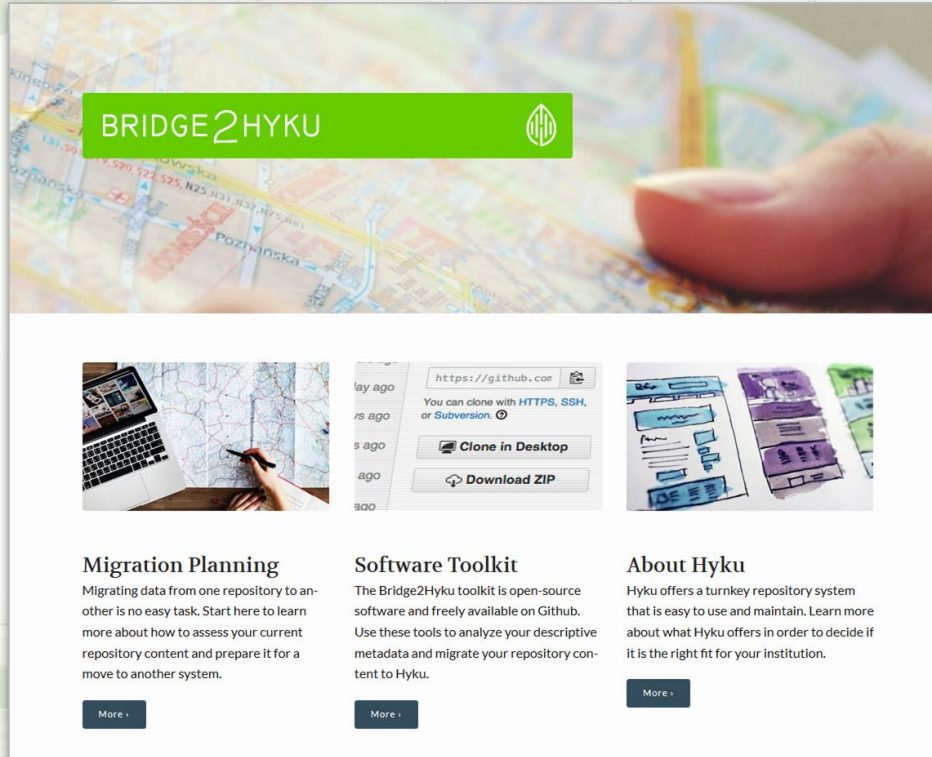 BRIDGE2HYKU
Poznańska
ay ago
https://github.com
You can clone with HTTPS, SSH,
or Subversion.
s ago
Clone in Desktop
ago
Download ZIP
ago
Migration Planning
Migrating data from one repository to an-
other is no easy task. Start here to learn
more about how to assess your current
repository content and prepare it for a
move to another system.
More ›
Software Toolkit
The Bridge2Hyku toolkit is open-source
software and freely available on Github.
Use these tools to analyze your descriptive
metadata and migrate your repository con-
tent to Hyku.
More ›
About Hyku
Hyku offers a turnkey repository system
that is easy to use and maintain. Learn more
about what Hyku offers in order to decide if
it is the right fit for your institution.
More ›